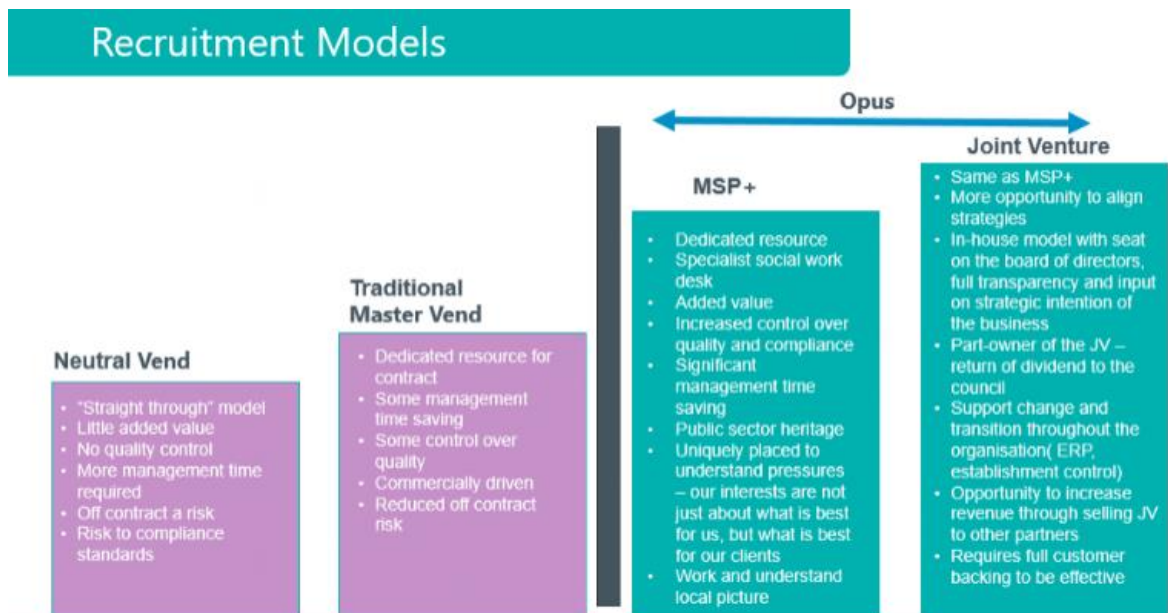 Recruitment Models
Opus
Neutral Vend
• "Straight through" model
• Little added value
• No quality control
• More management time
required
• Off contract a risk
• Risk to compliance
standards
Traditional
Master Vend
• Dedicated resource for
contract
• Some management
time saving
• Some control over
quality
• Commercially driven
• Reduced off contract
risk
MSP+
• Dedicated resource
• Specialist social work
desk
• Added value
• Increased control over
quality and compliance
• Significant
management time
saving
• Public sector heritage
• Uniquely placed to
understand pressures
– our interests are not
just about what is best
for us, but what is best
for our clients
• Work and understand
local picture
Joint Venture
• Same as MSP+
• More opportunity to align
strategies
• In-house model with seat
on the board of directors,
full transparency and input
on strategic intention of
the business
• Part-owner of the JV –
return of dividend to the
council
• Support change and
transition throughout the
organisation( ERP,
establishment control)
• Opportunity to increase
revenue through selling JV
to other partners
• Requires full customer
backing to be effective